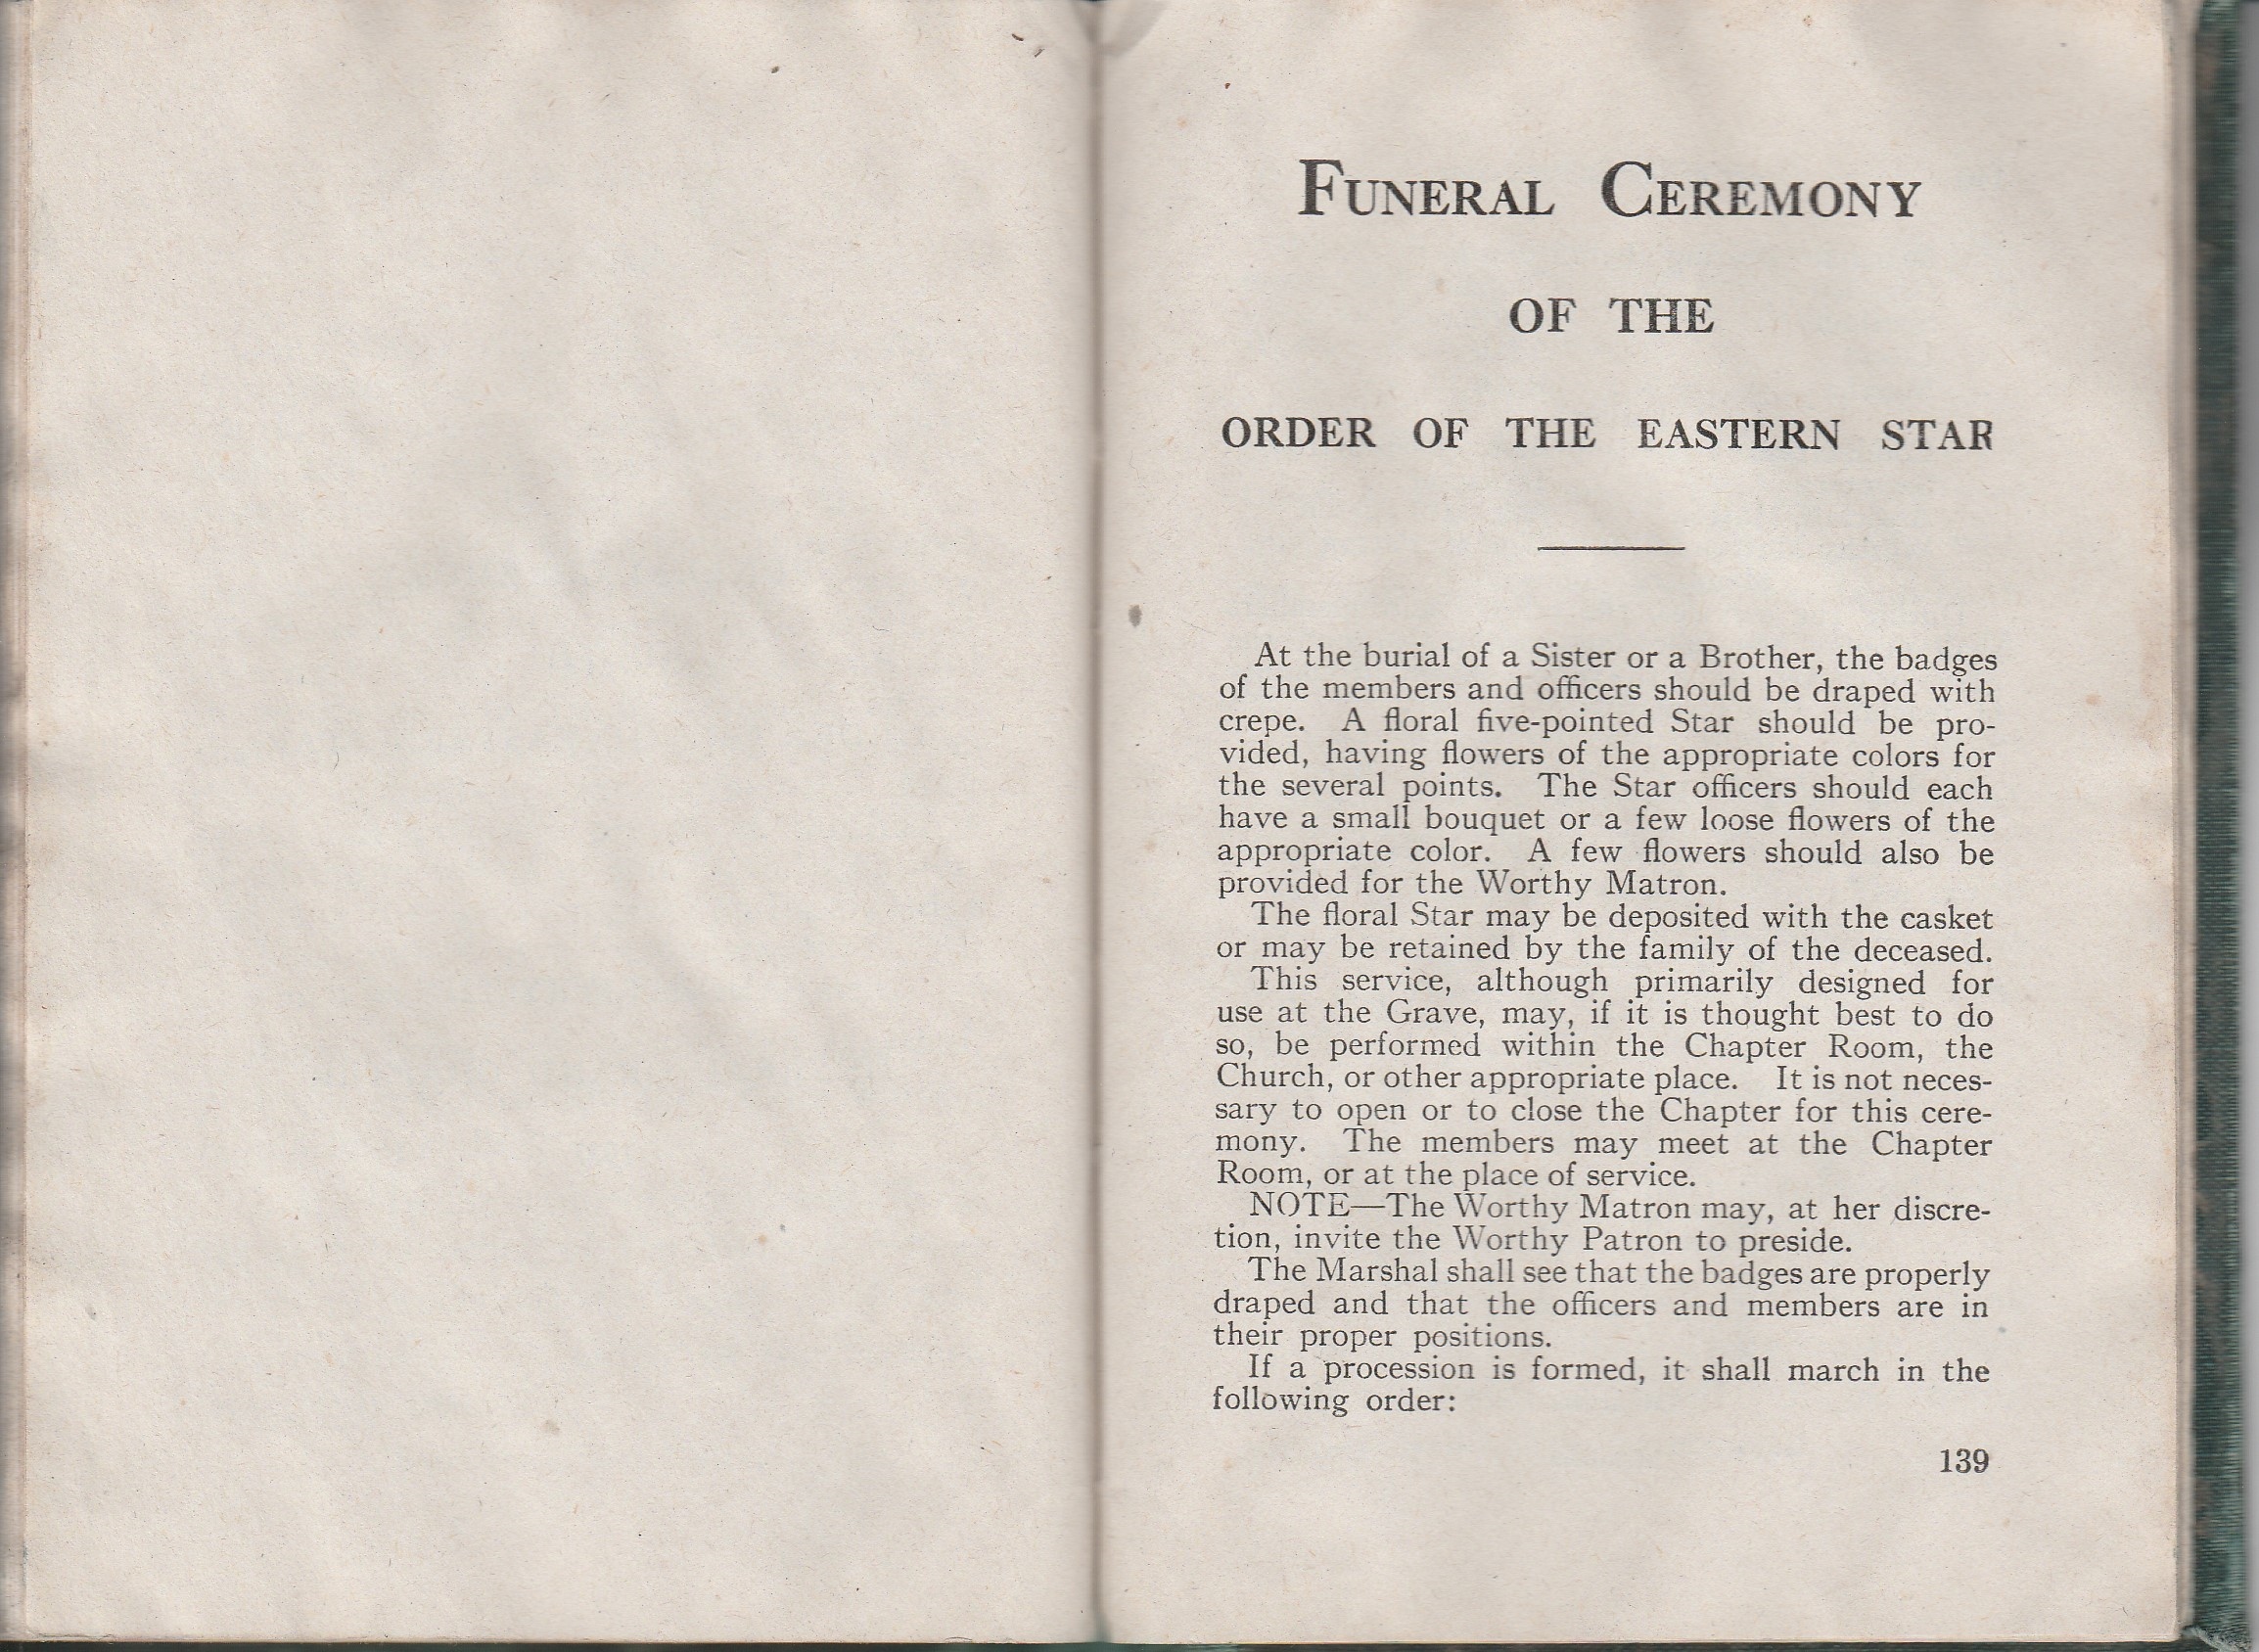 FUNERAL CEREMONY
OF THE
ORDER OF THE EASTERN STAR
At the burial of a Sister or a Brother, the badges
of the members and officers should be draped with
crepe. A floral five-pointed Star should be pro-
vided, having flowers of the appropriate colors for
the several points. The Star officers should each
have a small bouquet or a few loose flowers of the
appropriate color. A few flowers should also be
provided for the Worthy Matron.
The floral Star may be deposited with the casket
or may be retained by the family of the deceased.
This service, although primarily designed for
use at the Grave, may, if it is thought best to do
so, be performed within the Chapter Room, the
Church, or other appropriate place. It is not neces-
sary to open or to close the Chapter for this cere-
mony. The members may meet at the Chapter
Room, or at the place of service.
NOTE—The Worthy Matron may, at her discre-
tion, invite the Worthy Patron to preside.
The Marshal shall see that the badges are properly
draped and that the officers and members are in
their proper positions.
If a procession is formed, it shall march in the
following order:
139